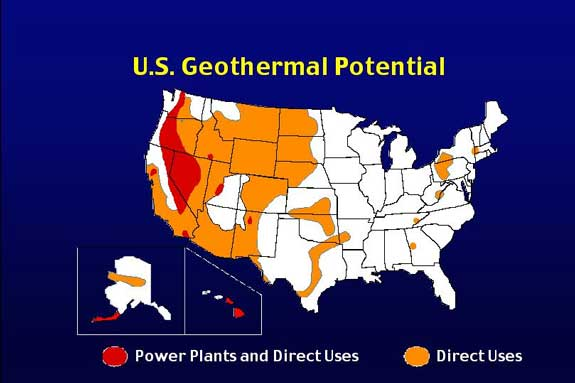 U.S. Geothermal Potential
Power Plants and Direct Uses
Direct Uses